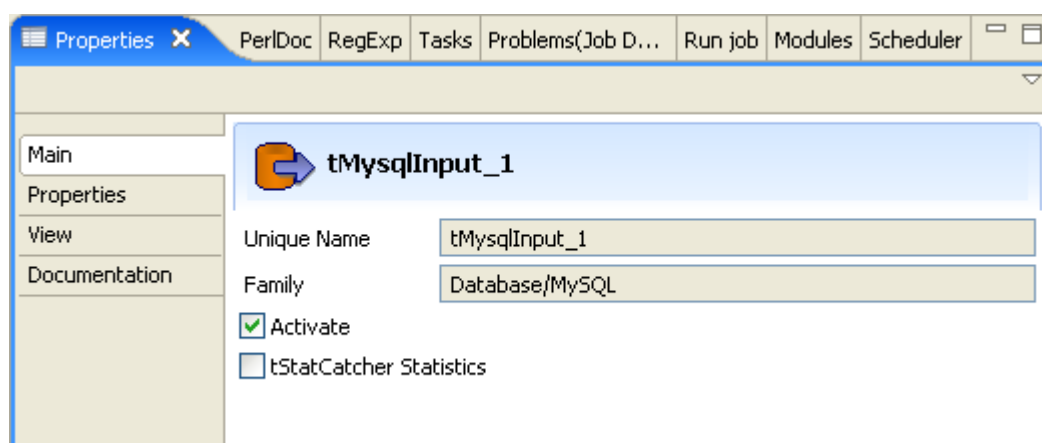 Properties PerlDoc RegExp Tasks Problems(Job D... Run job Modules Scheduler
Main
Properties
View
Documentation
tMysqlInput_1
Unique Name tMysqlInput_1
Family Database/MySQL
Activate
tStatCatcher Statistics